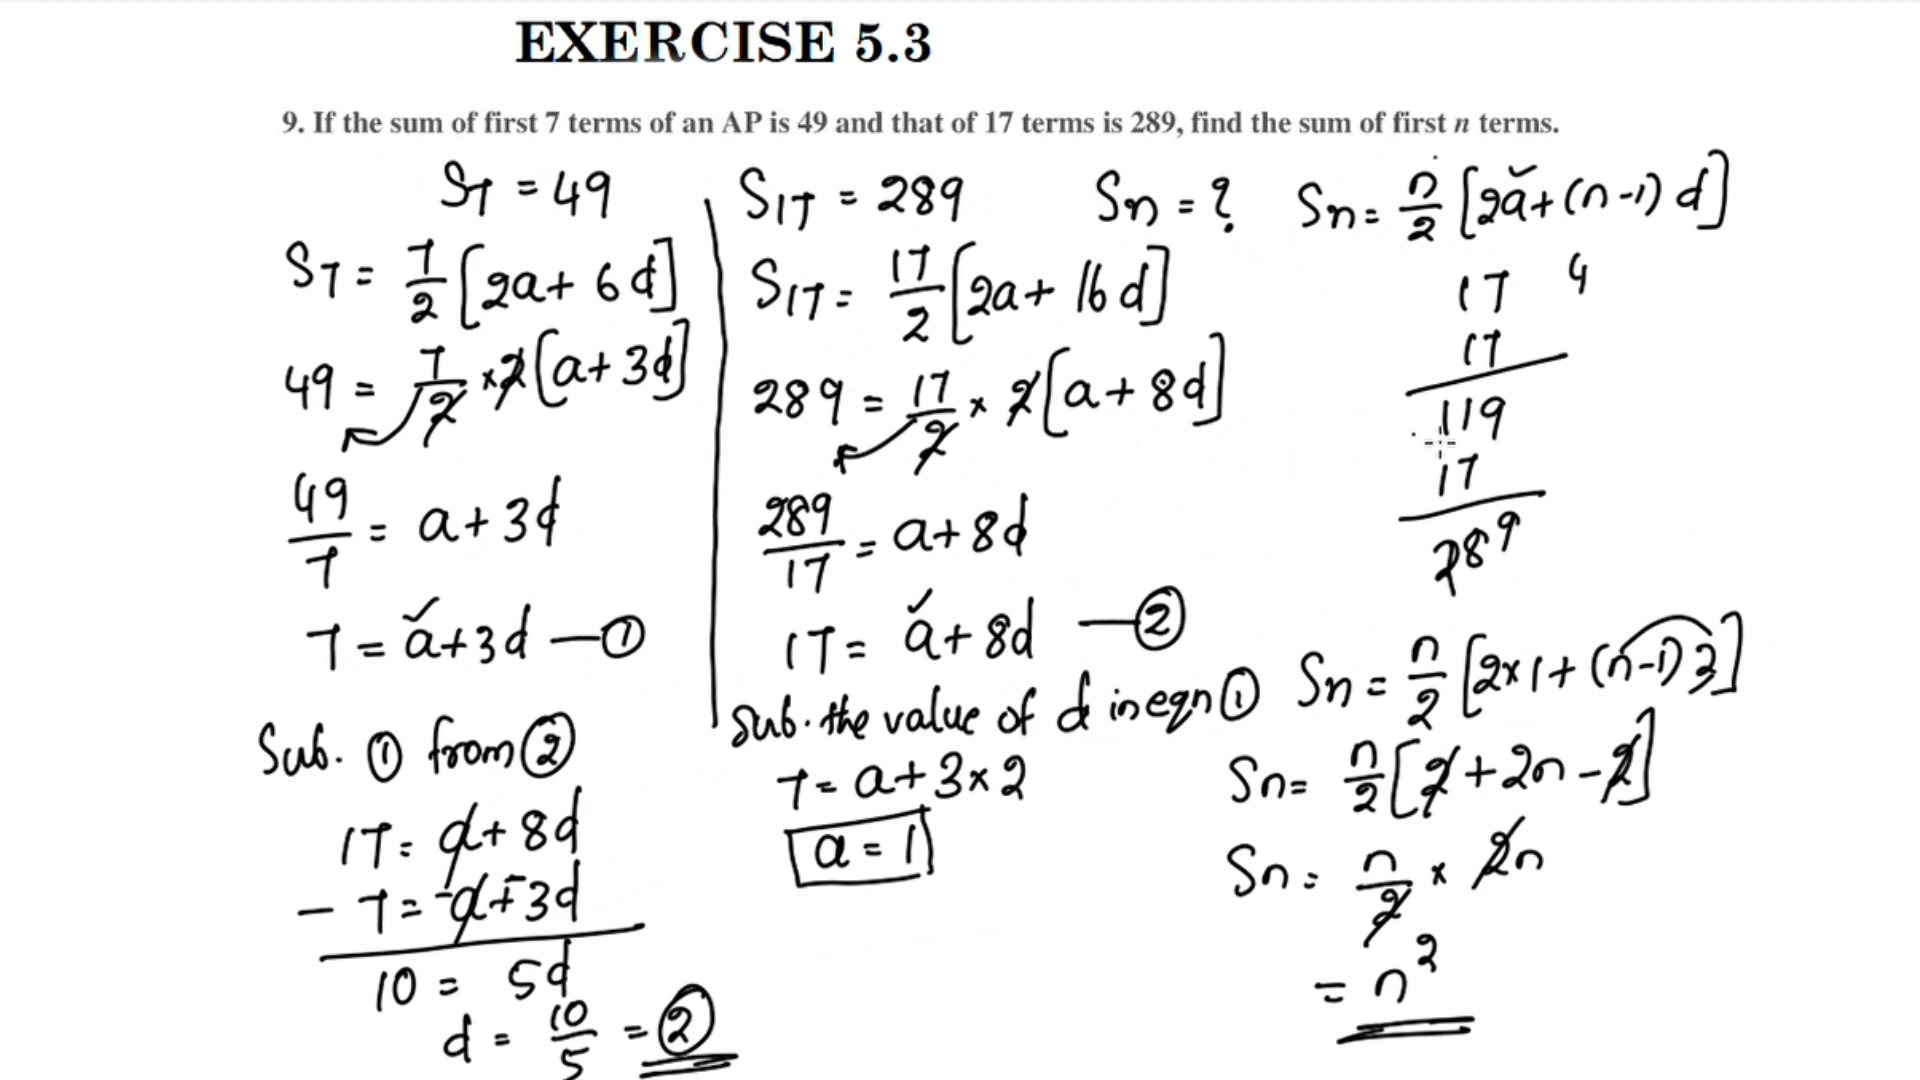 EXERCISE 5.3
9. If the sum of first 7 terms of an AP is 49 and that of 17 terms is 289, find the sum of first n terms.
S7 = 49
S7 = 7/2 [2a + 6d]
49 = 7/2 × 2 [a + 3d]
49/7 = a + 3d
7 = a + 3d — ①
Sub. ① from ②
17 = a + 8d
- 7 = -a + 3d
10 = 5d
d = 10/5 = 2
S17 = 289
S17 = 17/2 [2a + 16d]
289 = 17/2 × 2 [a + 8d]
289/17 = a + 8d
17 = a + 8d — ②
Sub. the value of d in eqn ①
7 = a + 3 × 2
a = 1
Sn = ?
Sn = n/2 [2a + (n-1) d]
17 4
17
119
17
289
Sn = n/2 [2×1 + (n-1) 2]
Sn = n/2 [2 + 2n - 2]
Sn = n/2 × 2n
= n²